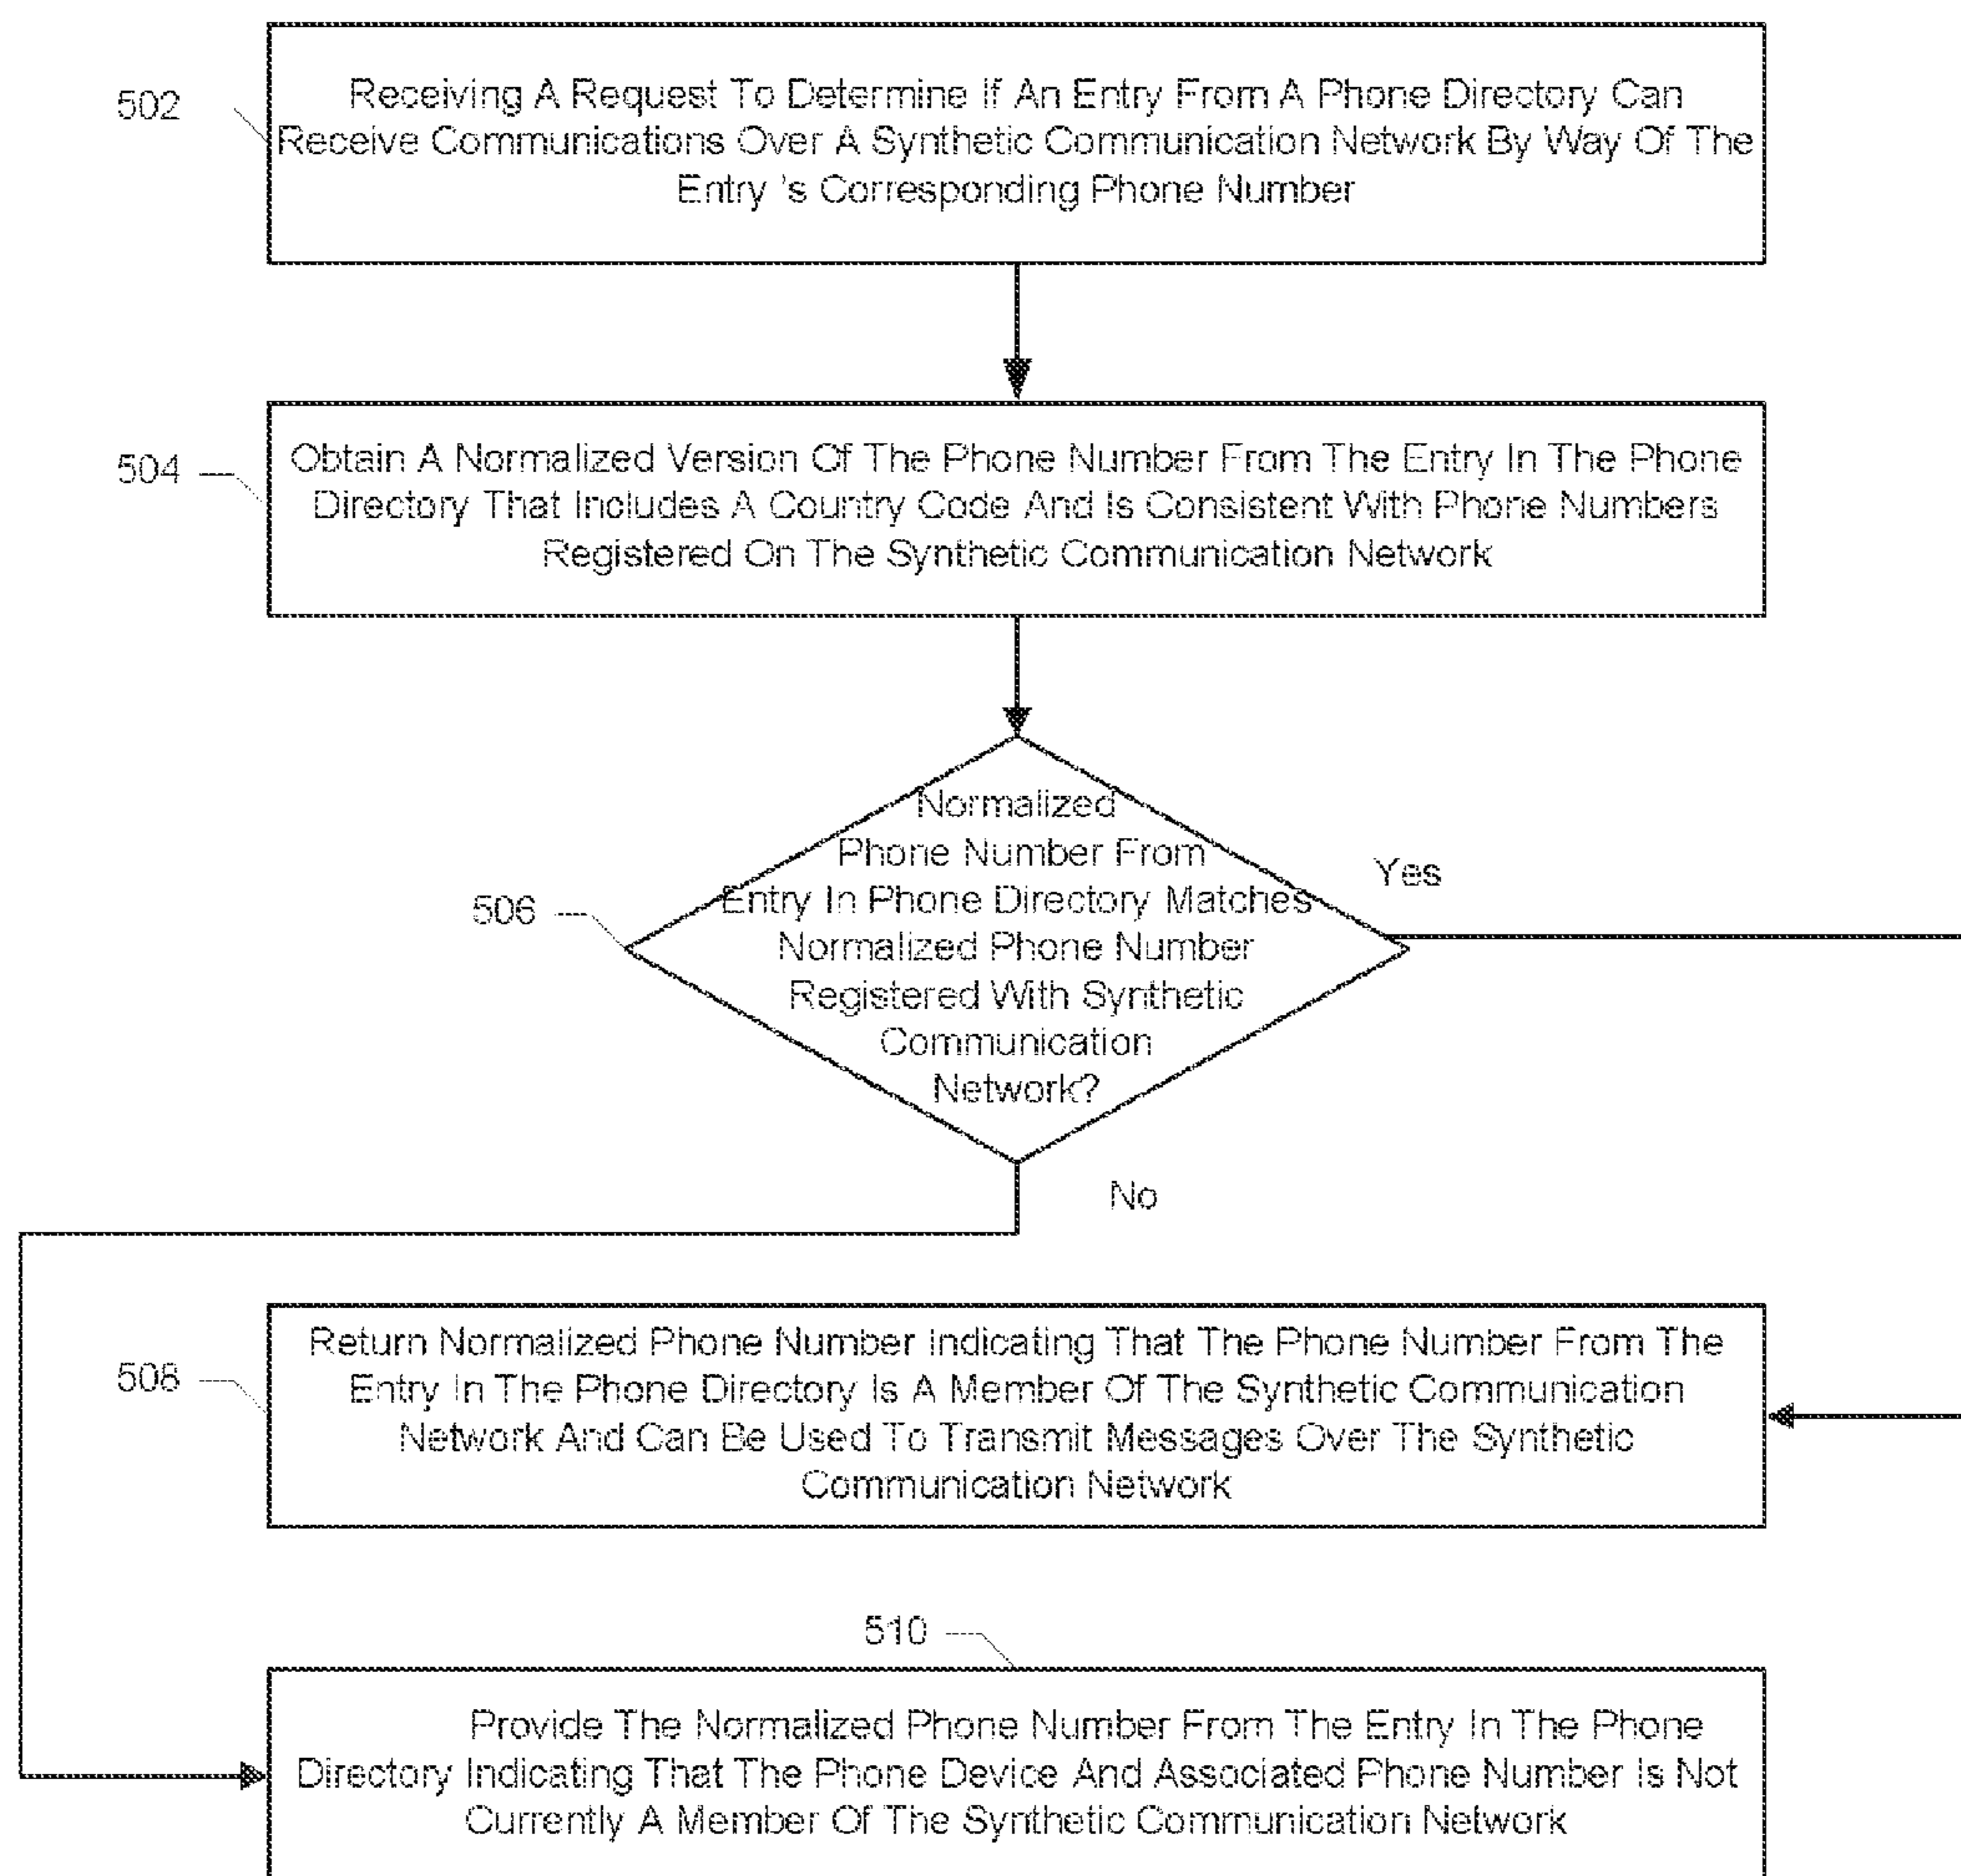 502
Receiving A Request To Determine If An Entry From A Phone Directory Can
Receive Communications Over A Synthetic Communication Network By Way Of The
Entry 's Corresponding Phone Number
504
Obtain A Normalized Version Of The Phone Number From The Entry In The Phone
Directory That Includes A Country Code And Is Consistent With Phone Numbers
Registered On The Synthetic Communication Network
506
Normalized
Phone Number From
Entry In Phone Directory Matches
Normalized Phone Number
Registered With Synthetic
Communication
Network?
Yes
No
508
Return Normalized Phone Number Indicating That The Phone Number From The
Entry In The Phone Directory Is A Member Of The Synthetic Communication
Network And Can Be Used To Transmit Messages Over The Synthetic
Communication Network
510
Provide The Normalized Phone Number From The Entry In The Phone
Directory Indicating That The Phone Device And Associated Phone Number Is Not
Currently A Member Of The Synthetic Communication Network